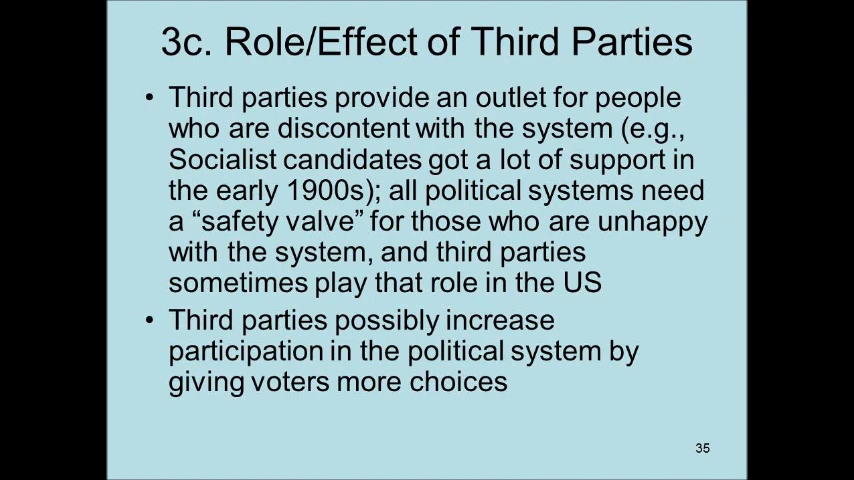 3c. Role/Effect of Third Parties
• Third parties provide an outlet for people
who are discontent with the system (e.g.,
Socialist candidates got a lot of support in
the early 1900s); all political systems need
a “safety valve” for those who are unhappy
with the system, and third parties
sometimes play that role in the US
• Third parties possibly increase
participation in the political system by
giving voters more choices
35